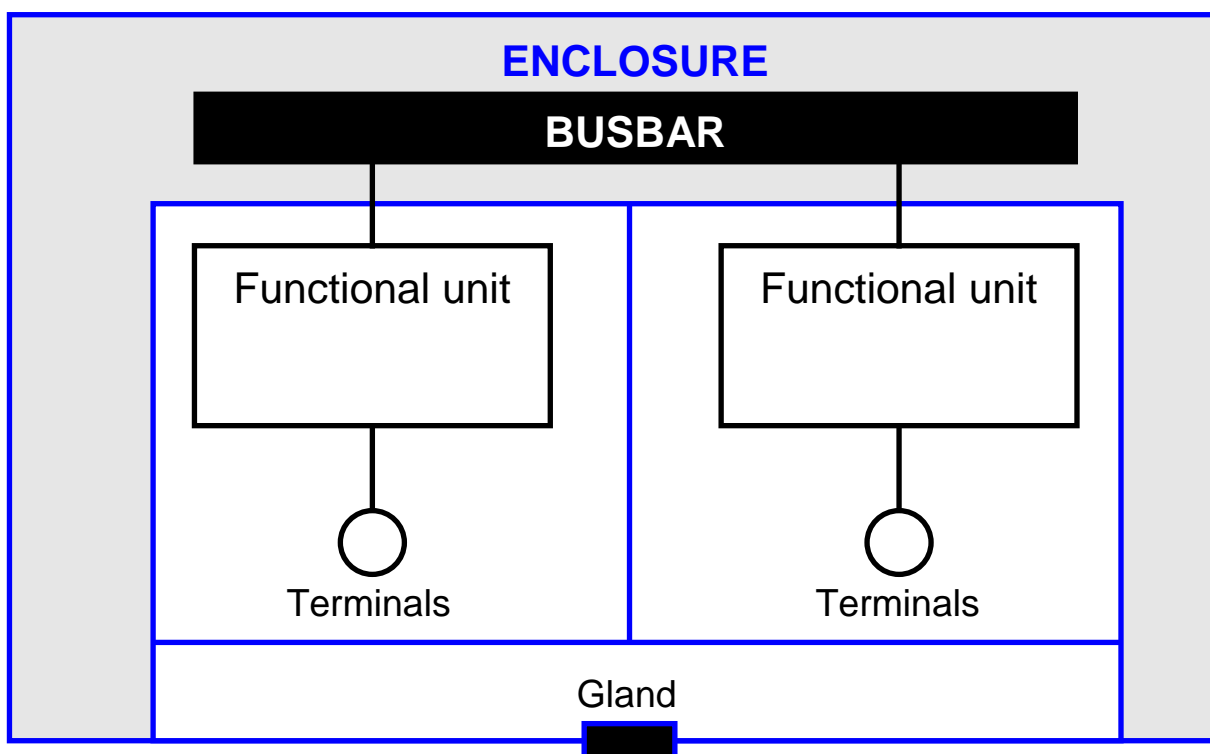 ENCLOSURE
BUSBAR
Functional unit
Functional unit
Terminals
Terminals
Gland